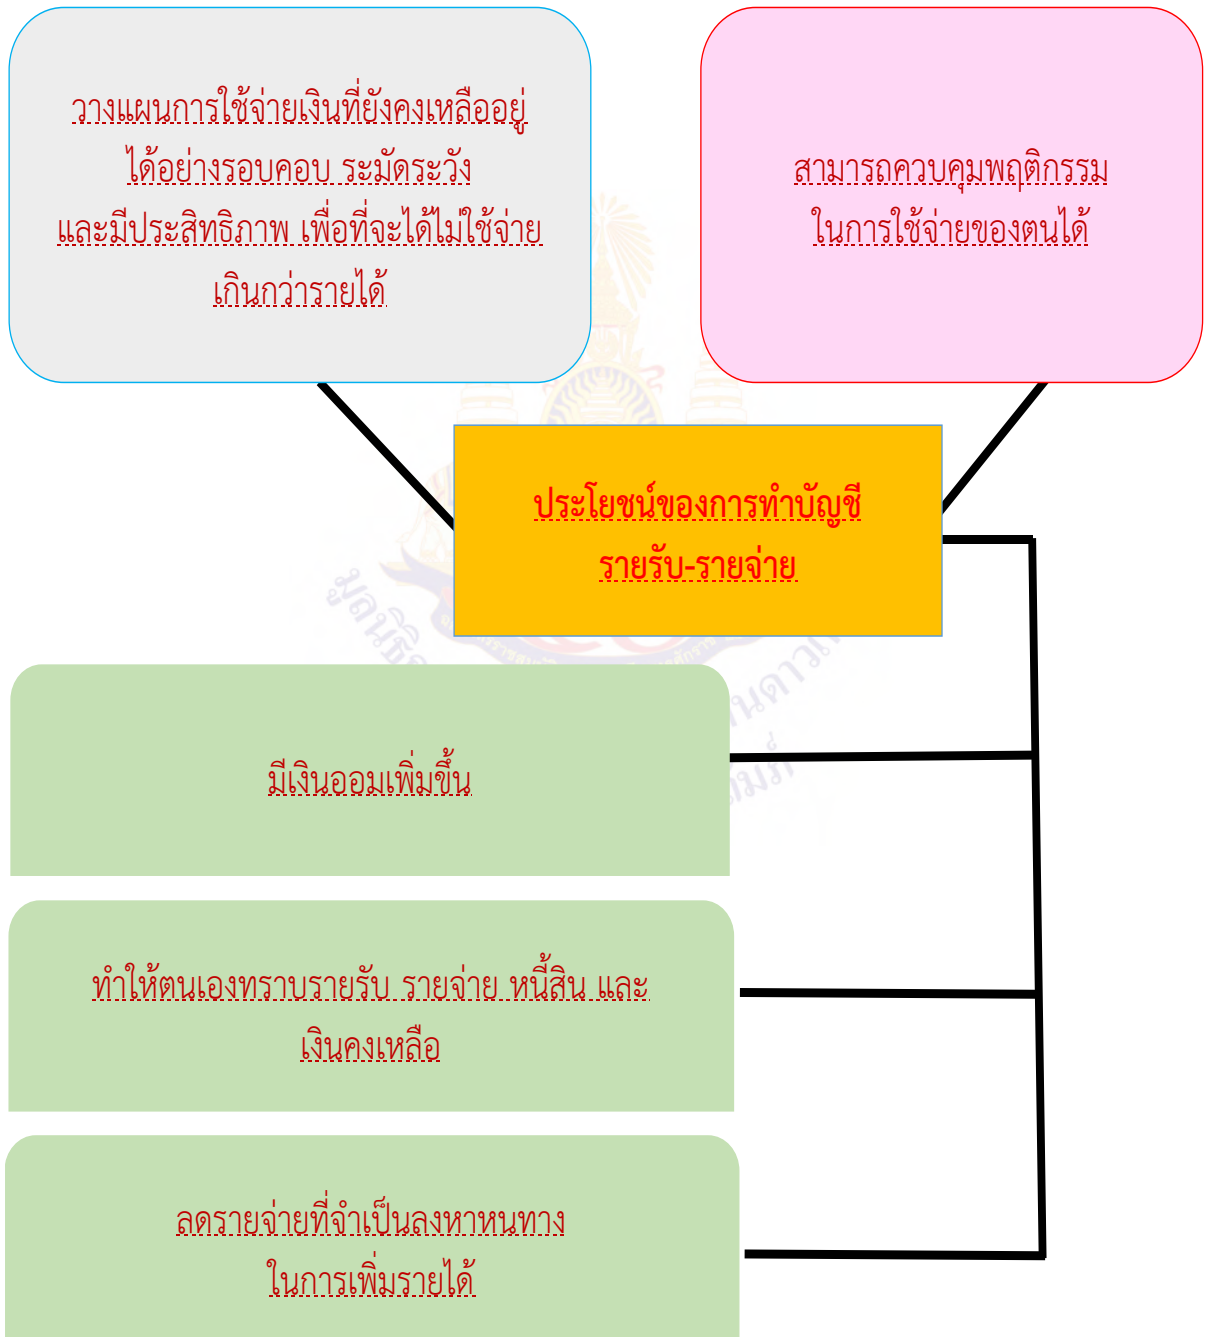 วางแผนการใช้จ่ายเงินที่ยังคงเหลืออยู่
ได้อย่างรอบคอบ ระมัดระวัง
และมีประสิทธิภาพ เพื่อที่จะได้ไม่ใช้จ่าย
เกินกว่ารายได้
สามารถควบคุมพฤติกรรม
ในการใช้จ่ายของตนได้
ประโยชน์ของการทำบัญชี
รายรับ-รายจ่าย
มีเงินออมเพิ่มขึ้น
ทำให้ตนเองทราบรายรับ รายจ่าย หนี้สิน และ
เงินคงเหลือ
ลดรายจ่ายที่จำเป็นลงหาหนทาง
ในการเพิ่มรายได้